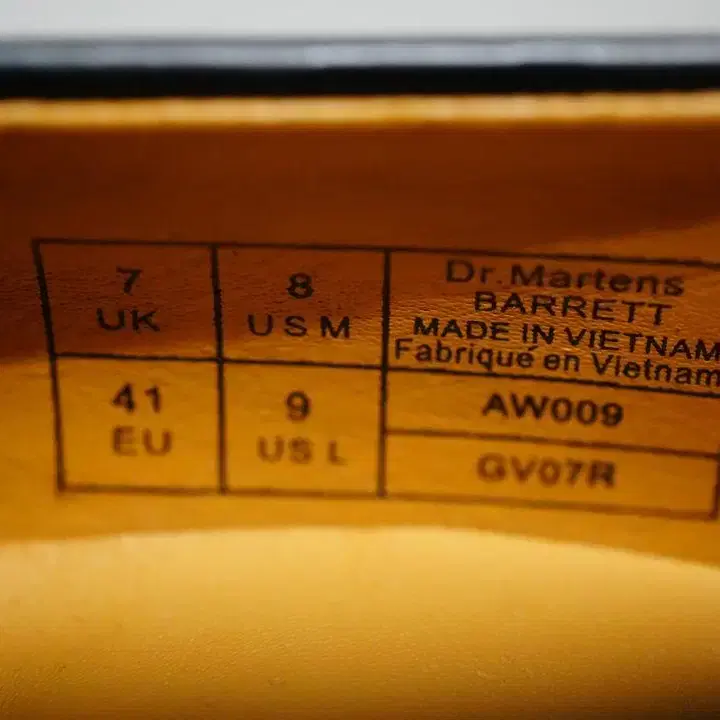 7
UK
8
US M
41
EU
9
US L
Dr.Martens
BARRETT
MADE IN VIETNAM
Fabriqué en Vietnam
AW009
GV07R